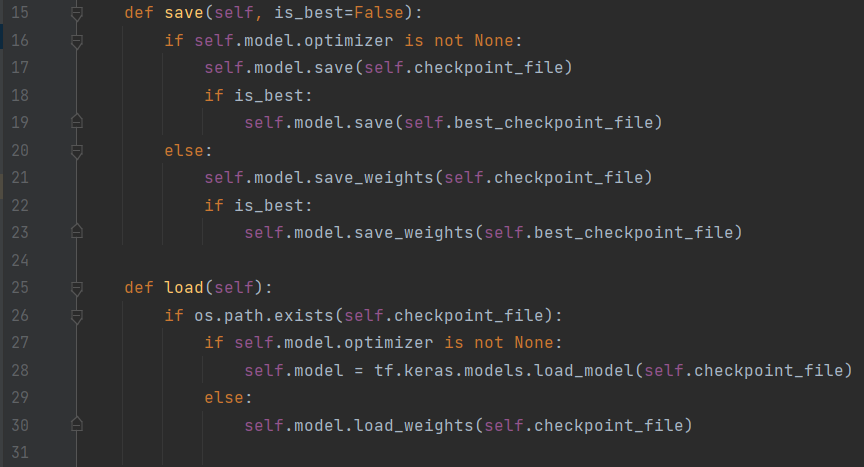 15 def save(self, is_best=False):
16 if self.model.optimizer is not None:
17 self.model.save(self.checkpoint_file)
18 if is_best:
19 self.model.save(self.best_checkpoint_file)
20 else:
21 self.model.save_weights(self.checkpoint_file)
22 if is_best:
23 self.model.save_weights(self.best_checkpoint_file)
24
25 def load(self):
26 if os.path.exists(self.checkpoint_file):
27 if self.model.optimizer is not None:
28 self.model = tf.keras.models.load_model(self.checkpoint_file)
29 else:
30 self.model.load_weights(self.checkpoint_file)
31